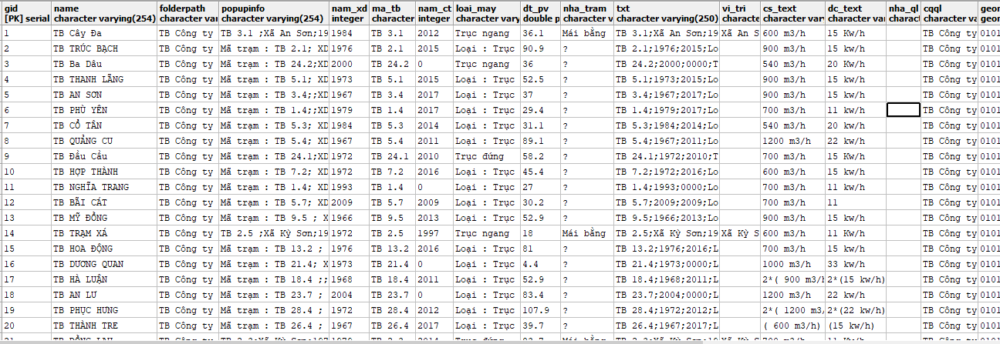 gid name folderpath popupinfo nam_xd ma_tb nam_ct loai_may dt_pv nha_tram txt vi_tri cs_text dc_text nha_ql cqql geon
[PK] serial character varying(254) character var character varying(254) integer character v integer character vary double p character v character varying(250) character var character vary character vary charact character var geon
1 TB Cây Đa TB Công ty TB 3.1 ;Xã An Sơn;19 1984 TB 3.1 2012 Trục ngang 36.1 Mái bằng TB 3.1;Xã An Sơn;19 Xã An S 600 m3/h 15 Kw/h TB Công ty 0101
2 TB TRÚC BẠCH TB Công ty Mã trạm : TB 2.1; XD 1976 TB 2.1 2015 Loại : Trục 90.9 ? TB 2.1;1976;2015;Lo 900 m3/h 15 kw/h TB Công ty 0101
3 TB Ba Dâu TB Công ty Mã trạm : TB 24.2;XD 2000 TB 24.2 0 Trục ngang 36 ? TB 24.2;2000;0000;T 540 m3/h 20 Kw/h TB Công ty 0101
4 TB THANH LÃNG TB Công ty Mã trạm : TB 5.1; XD 1973 TB 5.1 2015 Loại : Trục 52.5 ? TB 5.1;1973;2015;Lo 900 m3/h 15 kw/h TB Công ty 0101
5 TB AN SƠN TB Công ty Mã trạm : TB 3.4;;XD 1967 TB 3.4 2017 Loại : Trục 37 ? TB 3.4;1967;2017;Lo 900 m3/h 15 kw/h TB Công ty 0101
6 TB PHÙ YÊN TB Công ty Mã trạm : TB 1.4;;XD 1979 TB 1.4 2017 Loại : Trục 29.4 ? TB 1.4;1979;2017;Lo 700 m3/h 11 kw/h TB Công ty 0101
7 TB CỔ TÂN TB Công ty Mã trạm : TB 5.3; XD 1984 TB 5.3 2014 Loại : Trục 31.1 ? TB 5.3;1984;2014;Lo 540 m3/h 20 kw/h TB Công ty 0101
8 TB QUẢNG CƯ TB Công ty Mã trạm : TB 5.4; XD 1967 TB 5.4 2011 Loại : Trục 89.1 ? TB 5.4;1967;2011;Lo 1200 m3/h 22 kw/h TB Công ty 0101
9 TB Đầu Cầu TB Công ty Mã trạm : TB 24.1;XD 1972 TB 24.1 2010 Trục đứng 58.2 ? TB 24.1;1972;2010;T 700 m3/h 15 Kw/h TB Công ty 0101
10 TB HỢP THÀNH TB Công ty Mã trạm : TB 7.2; XD 1972 TB 7.2 2016 Loại : Trục 45.4 ? TB 7.2;1972;2016;Lo 600 m3/h 15 kw/h TB Công ty 0101
11 TB NGHĨA TRANG TB Công ty Mã trạm : TB 1.4; XD 1993 TB 1.4 0 Loại : Trục 27 ? TB 1.4;1993;0000;Lo 700 m3/h 11 kw/h TB Công ty 0101
12 TB BÃI CÁT TB Công ty Mã trạm : TB 5.7; XD 2009 TB 5.7 2009 Loại : Trục 30.2 ? TB 5.7;2009;2009;Lo 700 m3/h 11 TB Công ty 0101
13 TB MỸ ĐỒNG TB Công ty Mã trạm : TB 9.5 ; X 1966 TB 9.5 2013 Loại : Trục 52.9 ? TB 9.5;1966;2013;Lo 900 m3/h 15 kw/h TB Công ty 0101
14 TB TRẠM XÁ TB Công ty TB 2.5 ;Xã Kỳ Sơn;19 1972 TB 2.5 1997 Trục ngang 18 Mái bằng TB 2.5;Xã Kỳ Sơn;19 Xã Kỳ S 600 m3/h 11 Kw/h TB Công ty 0101
15 TB HOA ĐỘNG TB Công ty Mã trạm : TB 13.2 ; 1976 TB 13.2 2016 Loại : Trục 81 ? TB 13.2;1976;2016;L 700 m3/h 15 kw/h TB Công ty 0101
16 TB DƯƠNG QUAN TB Công ty Mã trạm : TB 21.4; X 1973 TB 21.4 0 Loại : Trục 4.4 ? TB 21.4;1973;0000;L 1000 m3/h 33 kw/h TB Công ty 0101
17 TB HÀ LUẬN TB Công ty Mã trạm : TB 18.4 ;; 1968 TB 18.4 2011 Loại : Trục 52.9 ? TB 18.4;1968;2011;L 2*( 900 m3/ 2*(15 kw/h) TB Công ty 0101
18 TB AN LƯ TB Công ty Mã trạm : TB 23.7 ; 2004 TB 23.7 0 Loại : Trục 83.4 ? TB 23.7;2004;0000;L 1200 m3/h 22 kw/h TB Công ty 0101
19 TB PHỤC HƯNG TB Công ty Mã trạm : TB 28.4 ; 1972 TB 28.4 2012 Loại : Trục 107.9 ? TB 28.4;1972;2012;L 2*( 1200 m3 2*(22 kw/h) TB Công ty 0101
20 TB THÀNH TRE TB Công ty Mã trạm : TB 26.4 ; 1967 TB 26.4 2017 Loại : Trục 39.7 ? TB 26.4;1967;2017;L ( 600 m3/h) (15 kw/h) TB Công ty 0101